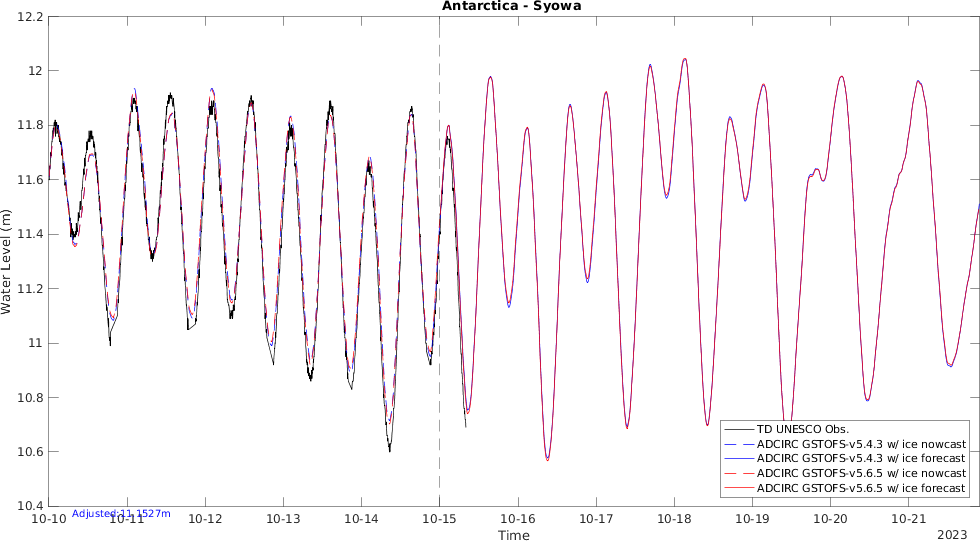 Antarctica - Syowa
12.2
12
11.8
11.6
11.4
11.2
11
10.8
10.6
10.4
Water Level (m)
TD UNESCO Obs.
ADCIRC GSTOFS-v5.4.3 w/ ice nowcast
ADCIRC GSTOFS-v5.4.3 w/ ice forecast
ADCIRC GSTOFS-v5.6.5 w/ ice nowcast
ADCIRC GSTOFS-v5.6.5 w/ ice forecast
Adjusted:11.1527m
10-10 10-11 10-12 10-13 10-14 10-15 10-16 10-17 10-18 10-19 10-20 10-21
Time
2023